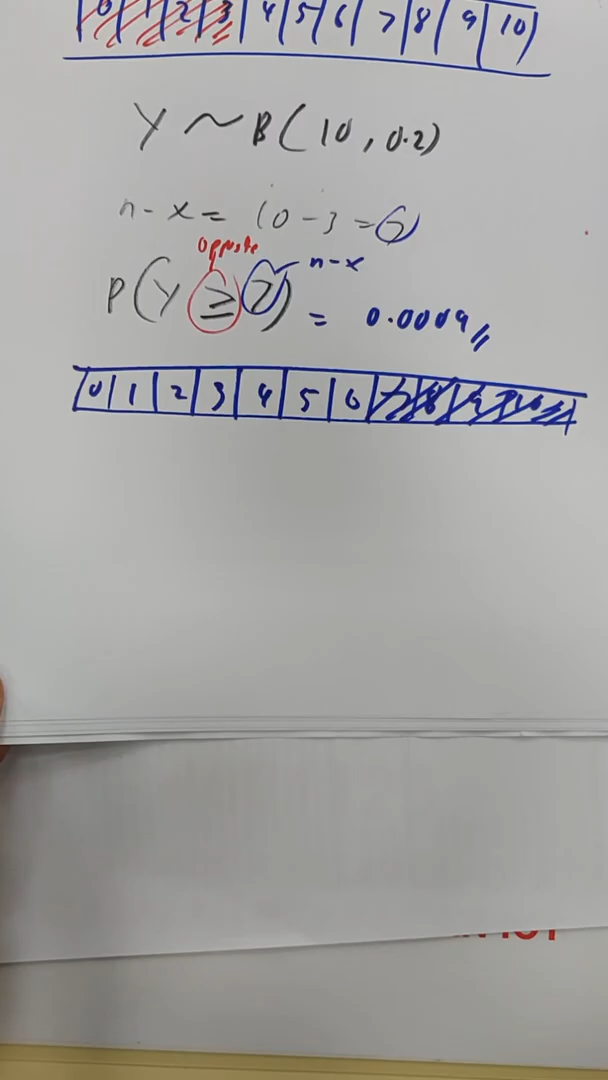 0 1 2 3 4 5 6 7 8 9 10
Y ~ B(10, 0.2)
n - x = 10 - 3 = 7
opposite
n-x
P(Y ≥ 7) = 0.0009
0 1 2 3 4 5 6 7 8 9 10